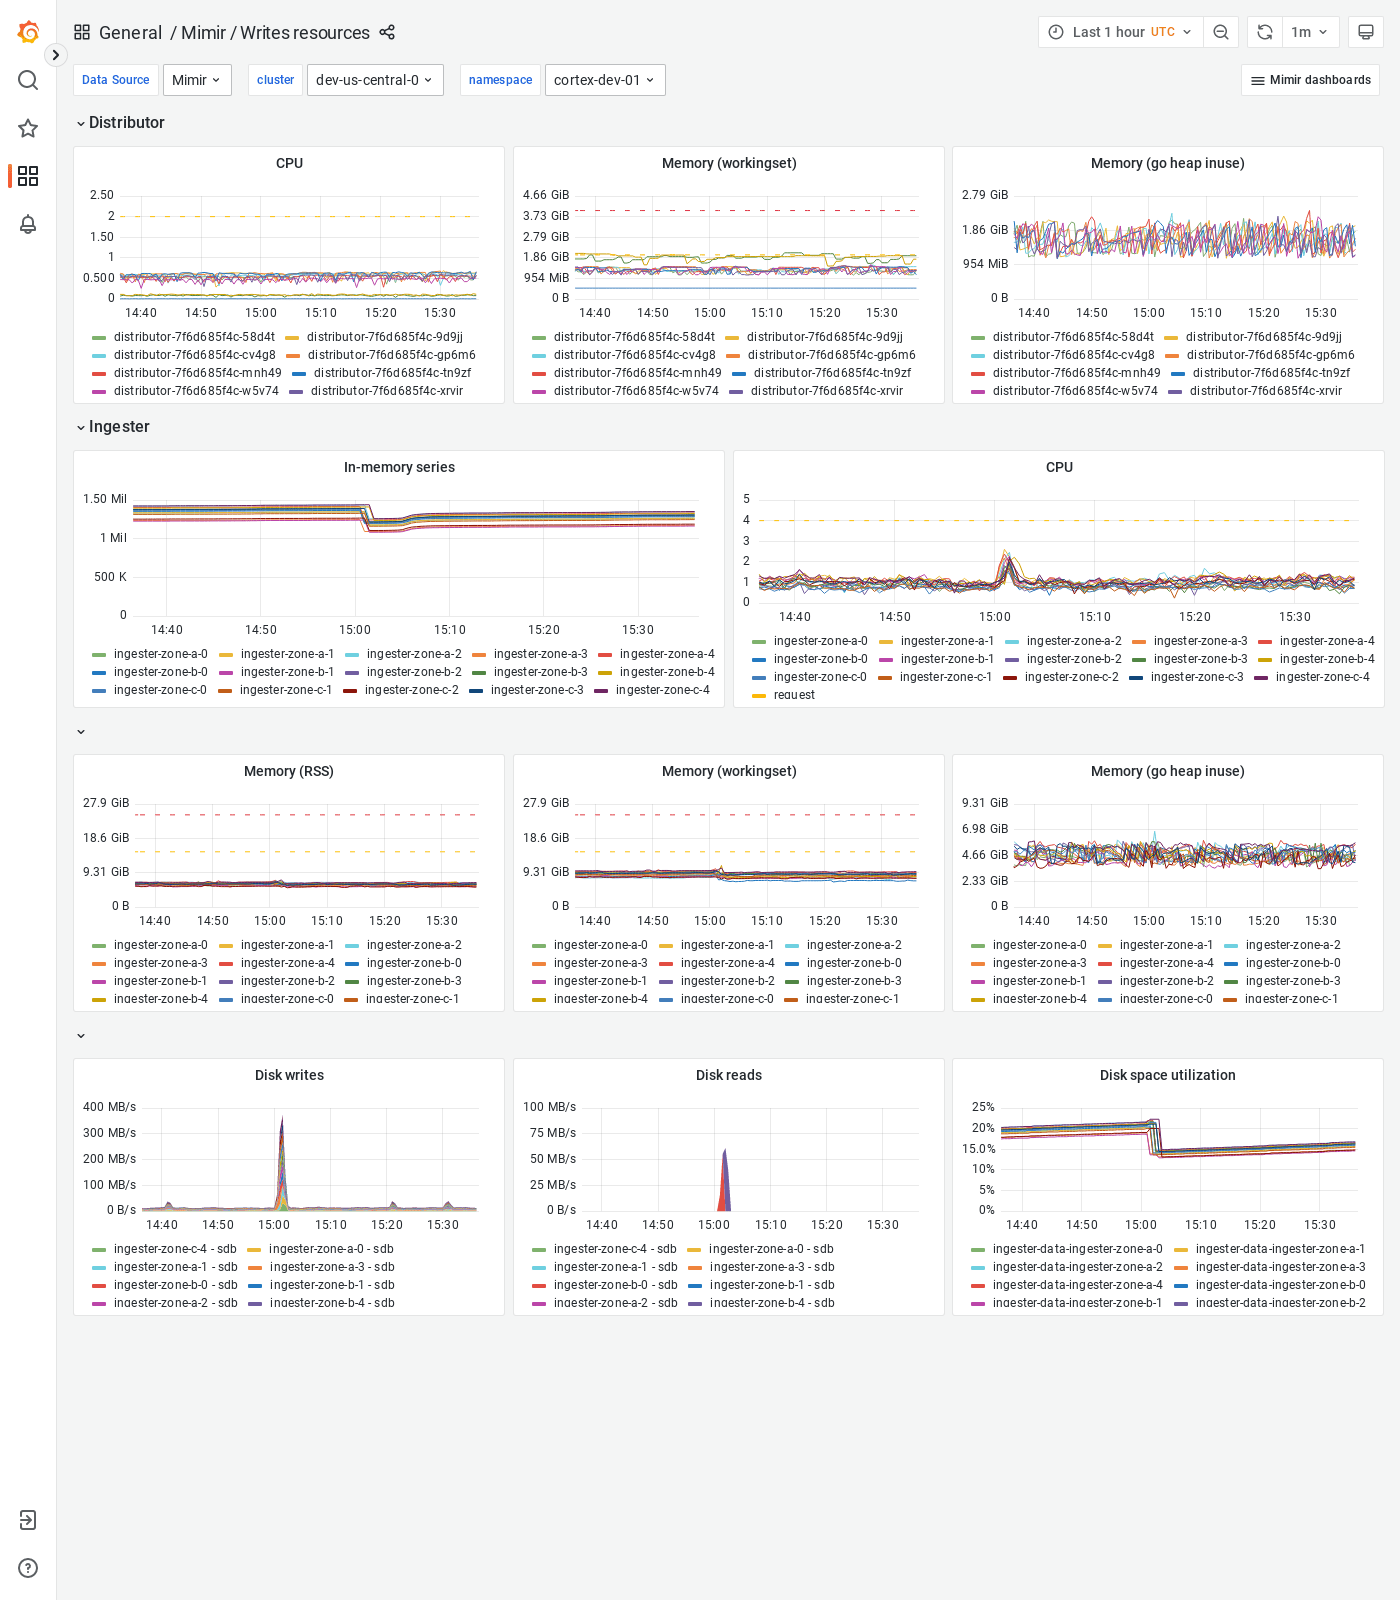 General / Mimir / Writes resources
Last 1 hour UTC
1m
Data Source Mimir cluster dev-us-central-0 namespace cortex-dev-01
Mimir dashboards
Distributor
CPU
2.50
2
1.50
1
0.500
0
14:40 14:50 15:00 15:10 15:20 15:30
distributor-7f6d685f4c-58d4t distributor-7f6d685f4c-9d9jj
distributor-7f6d685f4c-cv4g8 distributor-7f6d685f4c-gp6m6
distributor-7f6d685f4c-mnh49 distributor-7f6d685f4c-tn9zf
distributor-7f6d685f4c-w5v74 distributor-7f6d685f4c-xrvir
Memory (workingset)
4.66 GiB
3.73 GiB
2.79 GiB
1.86 GiB
954 MiB
0 B
14:40 14:50 15:00 15:10 15:20 15:30
distributor-7f6d685f4c-58d4t distributor-7f6d685f4c-9d9jj
distributor-7f6d685f4c-cv4g8 distributor-7f6d685f4c-gp6m6
distributor-7f6d685f4c-mnh49 distributor-7f6d685f4c-tn9zf
distributor-7f6d685f4c-w5v74 distributor-7f6d685f4c-xrvir
Memory (go heap inuse)
2.79 GiB
1.86 GiB
954 MiB
0 B
14:40 14:50 15:00 15:10 15:20 15:30
distributor-7f6d685f4c-58d4t distributor-7f6d685f4c-9d9jj
distributor-7f6d685f4c-cv4g8 distributor-7f6d685f4c-gp6m6
distributor-7f6d685f4c-mnh49 distributor-7f6d685f4c-tn9zf
distributor-7f6d685f4c-w5v74 distributor-7f6d685f4c-xrvir
Ingester
In-memory series
1.50 Mil
1 Mil
500 K
0
14:40 14:50 15:00 15:10 15:20 15:30
ingester-zone-a-0 ingester-zone-a-1 ingester-zone-a-2 ingester-zone-a-3 ingester-zone-a-4
ingester-zone-b-0 ingester-zone-b-1 ingester-zone-b-2 ingester-zone-b-3 ingester-zone-b-4
ingester-zone-c-0 ingester-zone-c-1 ingester-zone-c-2 ingester-zone-c-3 ingester-zone-c-4
CPU
5
4
3
2
1
0
14:40 14:50 15:00 15:10 15:20 15:30
ingester-zone-a-0 ingester-zone-a-1 ingester-zone-a-2 ingester-zone-a-3 ingester-zone-a-4
ingester-zone-b-0 ingester-zone-b-1 ingester-zone-b-2 ingester-zone-b-3 ingester-zone-b-4
ingester-zone-c-0 ingester-zone-c-1 ingester-zone-c-2 ingester-zone-c-3 ingester-zone-c-4
request
Memory (RSS)
27.9 GiB
18.6 GiB
9.31 GiB
0 B
14:40 14:50 15:00 15:10 15:20 15:30
ingester-zone-a-0 ingester-zone-a-1 ingester-zone-a-2
ingester-zone-a-3 ingester-zone-a-4 ingester-zone-b-0
ingester-zone-b-1 ingester-zone-b-2 ingester-zone-b-3
ingester-zone-b-4 ingester-zone-c-0 ingester-zone-c-1
Memory (workingset)
27.9 GiB
18.6 GiB
9.31 GiB
0 B
14:40 14:50 15:00 15:10 15:20 15:30
ingester-zone-a-0 ingester-zone-a-1 ingester-zone-a-2
ingester-zone-a-3 ingester-zone-a-4 ingester-zone-b-0
ingester-zone-b-1 ingester-zone-b-2 ingester-zone-b-3
ingester-zone-b-4 ingester-zone-c-0 ingester-zone-c-1
Memory (go heap inuse)
9.31 GiB
6.98 GiB
4.66 GiB
2.33 GiB
0 B
14:40 14:50 15:00 15:10 15:20 15:30
ingester-zone-a-0 ingester-zone-a-1 ingester-zone-a-2
ingester-zone-a-3 ingester-zone-a-4 ingester-zone-b-0
ingester-zone-b-1 ingester-zone-b-2 ingester-zone-b-3
ingester-zone-b-4 ingester-zone-c-0 ingester-zone-c-1
Disk writes
400 MB/s
300 MB/s
200 MB/s
100 MB/s
0 B/s
14:40 14:50 15:00 15:10 15:20 15:30
ingester-zone-c-4 - sdb ingester-zone-a-0 - sdb
ingester-zone-a-1 - sdb ingester-zone-a-3 - sdb
ingester-zone-b-0 - sdb ingester-zone-b-1 - sdb
ingester-zone-a-2 - sdb ingester-zone-b-4 - sdb
Disk reads
100 MB/s
75 MB/s
50 MB/s
25 MB/s
0 B/s
14:40 14:50 15:00 15:10 15:20 15:30
ingester-zone-c-4 - sdb ingester-zone-a-0 - sdb
ingester-zone-a-1 - sdb ingester-zone-a-3 - sdb
ingester-zone-b-0 - sdb ingester-zone-b-1 - sdb
ingester-zone-a-2 - sdb ingester-zone-b-4 - sdb
Disk space utilization
25%
20%
15.0%
10%
5%
0%
14:40 14:50 15:00 15:10 15:20 15:30
ingester-data-ingester-zone-a-0 ingester-data-ingester-zone-a-1
ingester-data-ingester-zone-a-2 ingester-data-ingester-zone-a-3
ingester-data-ingester-zone-a-4 ingester-data-ingester-zone-b-0
ingester-data-ingester-zone-b-1 ingester-data-ingester-zone-b-2